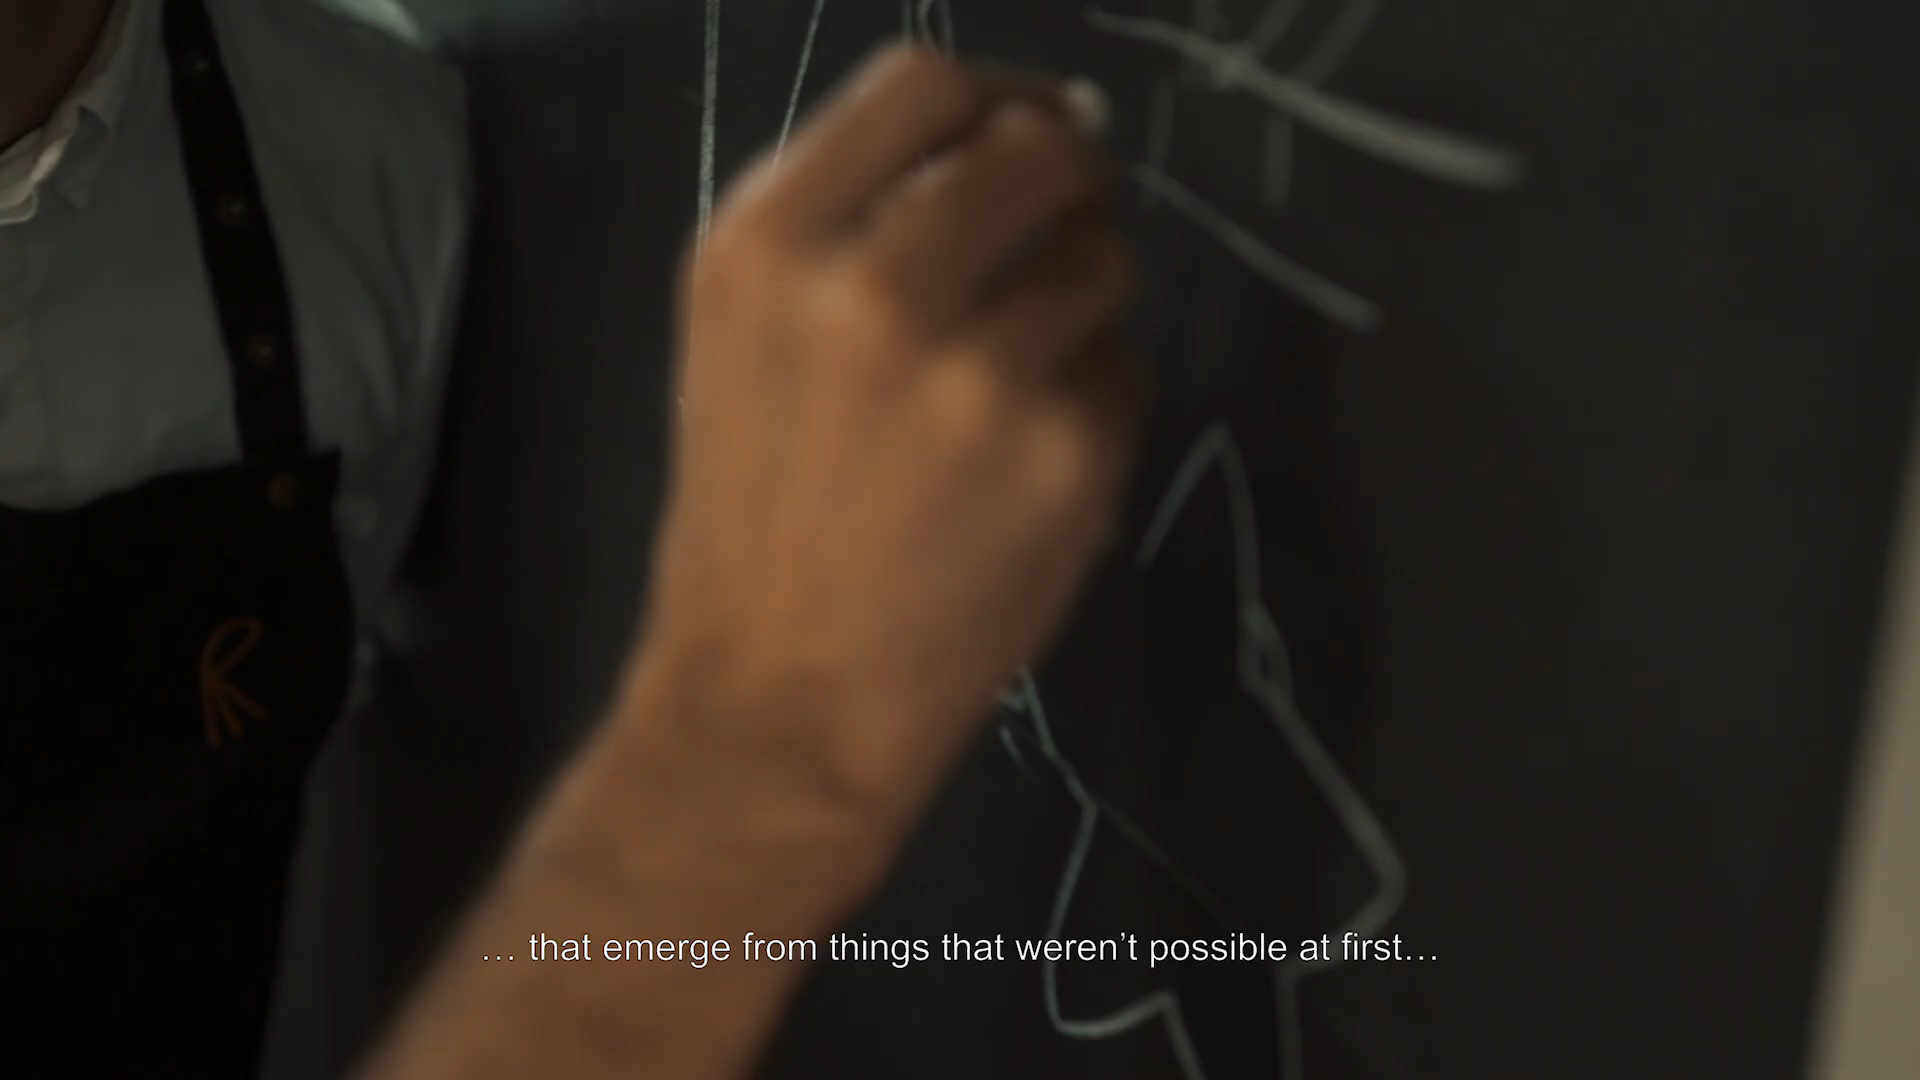 R
… that emerge from things that weren’t possible at first…